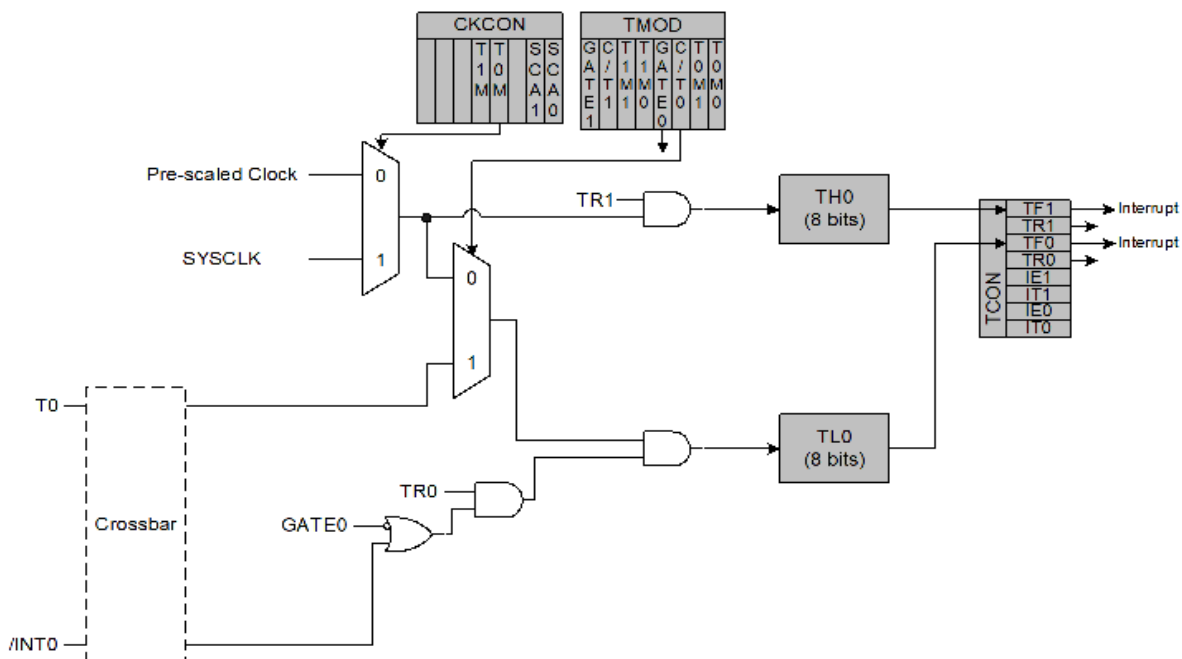 CKCON
T1M
T0M
SCA1
SCA0
TMOD
GATE1
C/T1
T1M1
T1M0
GATE0
C/T0
T0M1
T0M0
Pre-scaled Clock
0
SYSCLK
1
TR1
TH0
(8 bits)
TCON
TF1
TR1
TF0
TR0
IE1
IT1
IE0
IT0
Interrupt
Interrupt
0
1
T0
Crossbar
/INT0
GATE0
TR0
TL0
(8 bits)